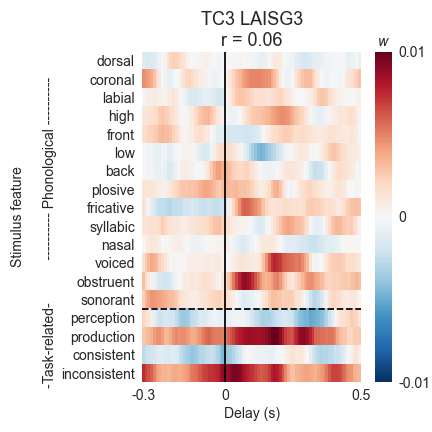 TC3 LAISG3
r = 0.06
w
Stimulus feature
---------- Phonological ----------
-Task-related-
dorsal
coronal
labial
high
front
low
back
plosive
fricative
syllabic
nasal
voiced
obstruent
sonorant
perception
production
consistent
inconsistent
-0.3
0
0.5
Delay (s)
0.01
0
-0.01